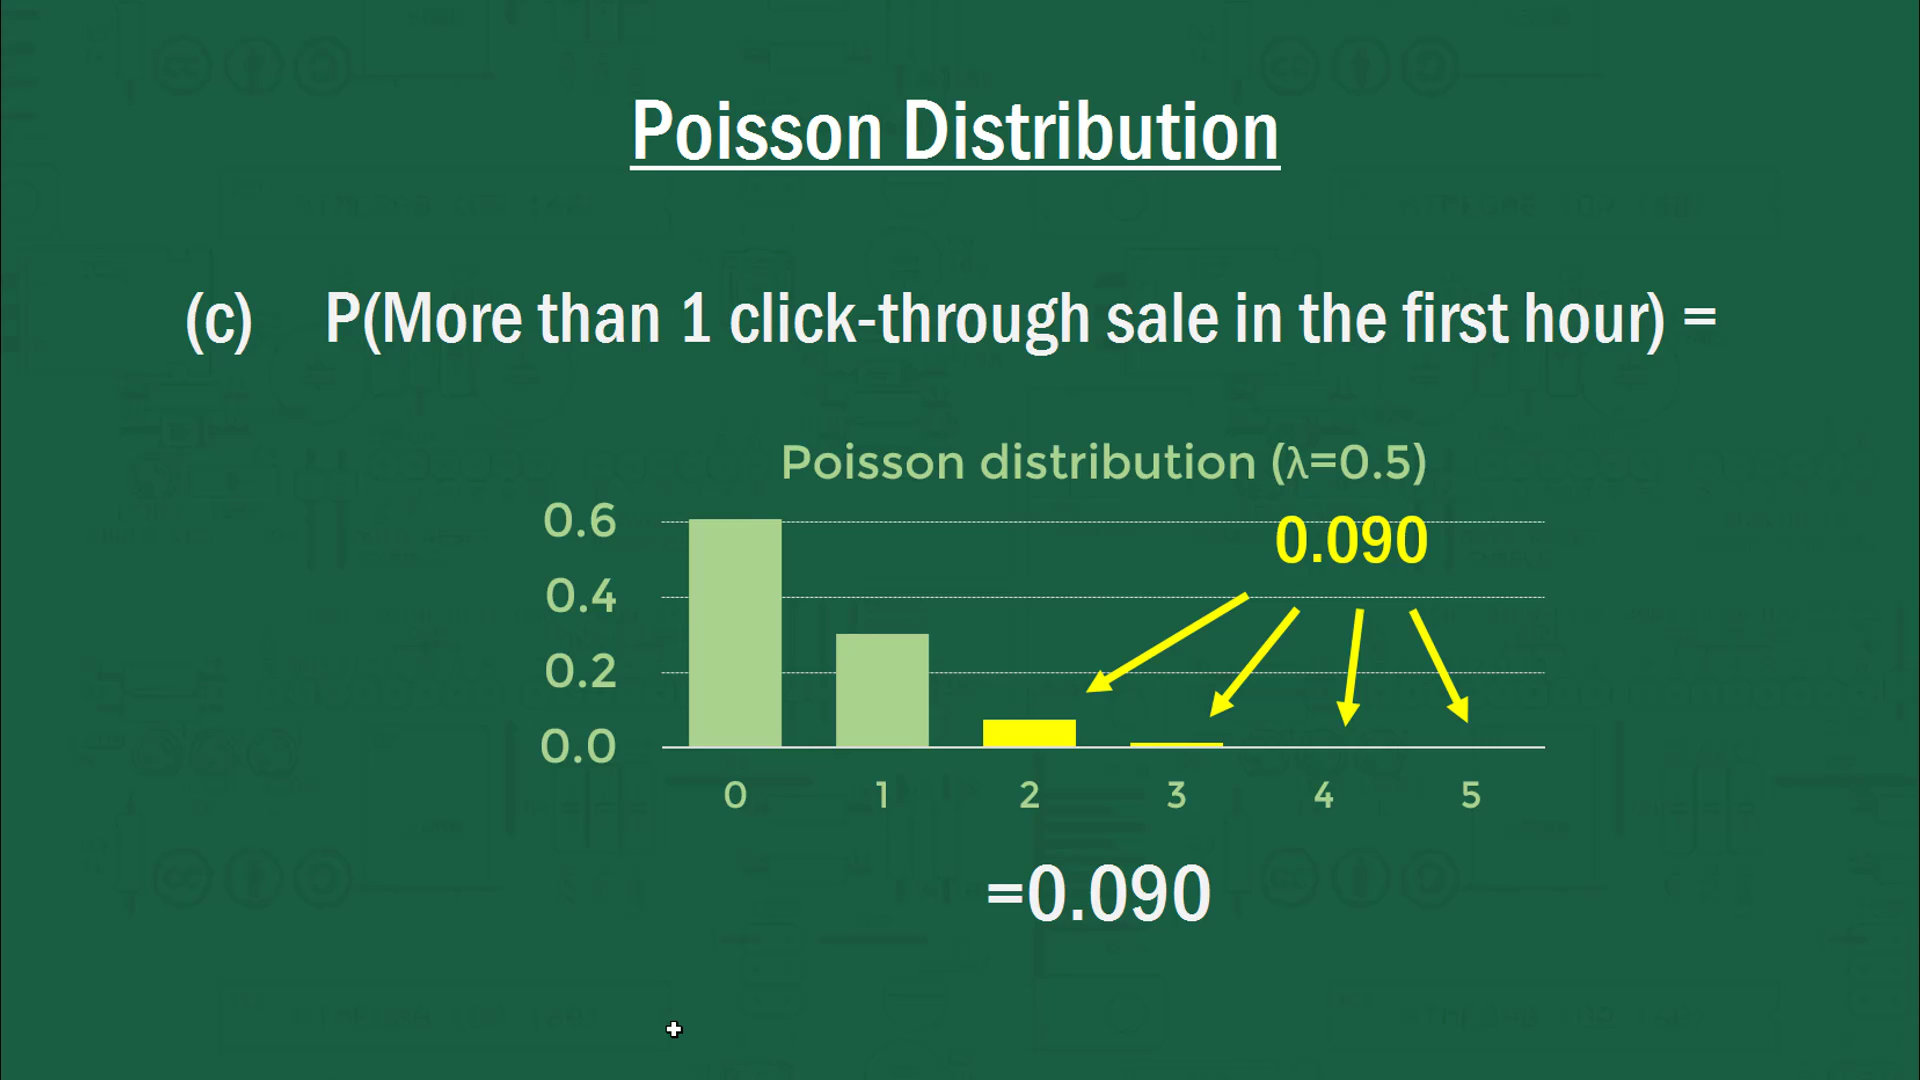 Poisson Distribution
(c) P(More than 1 click-through sale in the first hour) =
Poisson distribution (λ=0.5)
0.6
0.090
0.4
0.2
0.0
0 1 2 3 4 5
=0.090